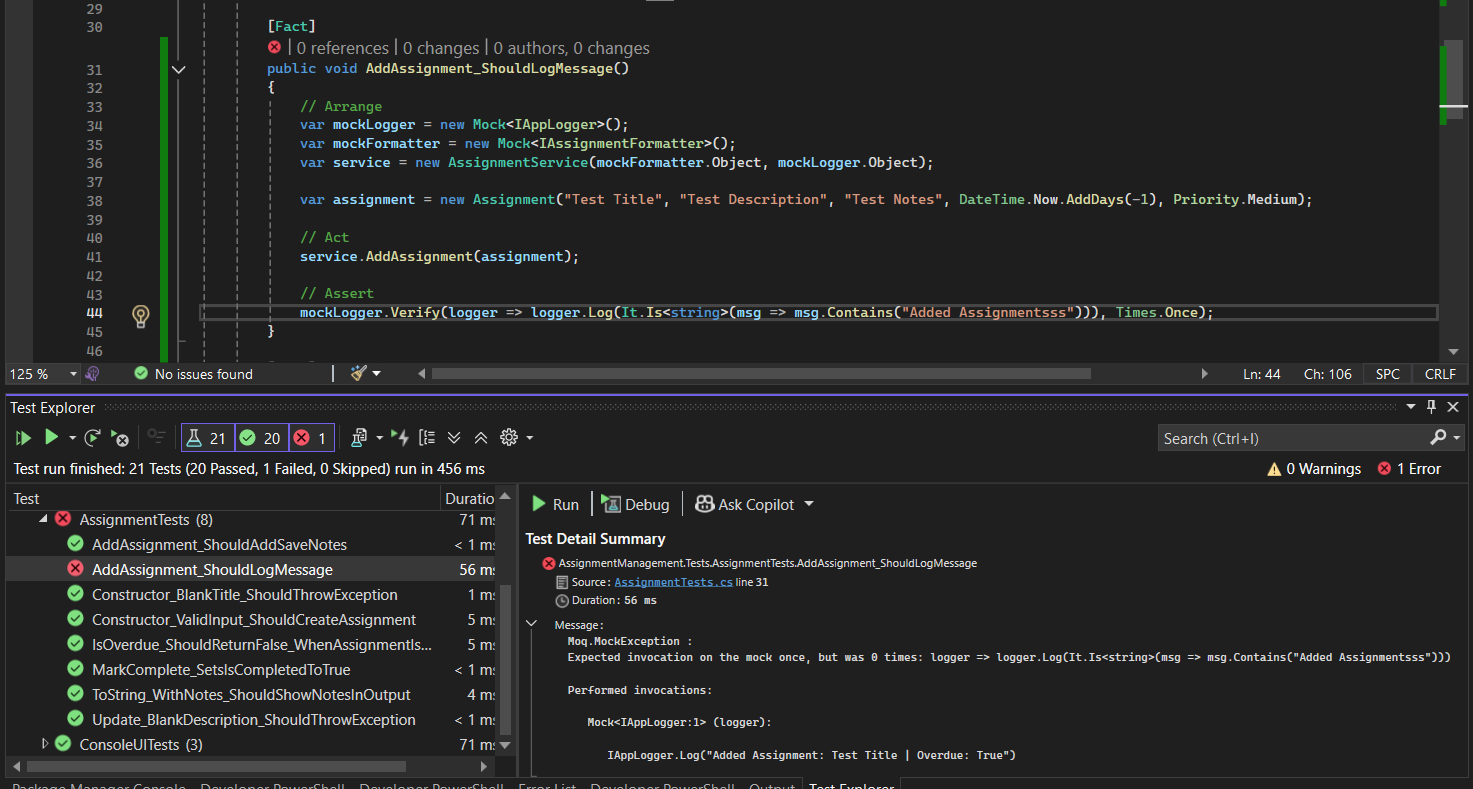 29
30 [Fact]
0 references | 0 changes | 0 authors, 0 changes
31 public void AddAssignment_ShouldLogMessage()
32 {
33 // Arrange
34 var mockLogger = new Mock<IAppLogger>();
35 var mockFormatter = new Mock<IAssignmentFormatter>();
36 var service = new AssignmentService(mockFormatter.Object, mockLogger.Object);
37
38 var assignment = new Assignment("Test Title", "Test Description", "Test Notes", DateTime.Now.AddDays(-1), Priority.Medium);
39
40 // Act
41 service.AddAssignment(assignment);
42
43 // Assert
44 mockLogger.Verify(logger => logger.Log(It.Is<string>(msg => msg.Contains("Added Assignmentsss"))), Times.Once);
45 }
46
125 % No issues found Ln: 44 Ch: 106 SPC CRLF
Test Explorer
21 20 1 Search (Ctrl+I)
Test run finished: 21 Tests (20 Passed, 1 Failed, 0 Skipped) run in 456 ms 0 Warnings 1 Error
Test Duratio
AssignmentTests (8) 71 ms
AddAssignment_ShouldAddSaveNotes < 1 ms
AddAssignment_ShouldLogMessage 56 ms
Constructor_BlankTitle_ShouldThrowException 1 ms
Constructor_ValidInput_ShouldCreateAssignment 5 ms
IsOverdue_ShouldReturnFalse_WhenAssignmentIs... 5 ms
MarkComplete_SetsIsCompletedToTrue < 1 ms
ToString_WithNotes_ShouldShowNotesInOutput 4 ms
Update_BlankDescription_ShouldThrowException < 1 ms
ConsoleUITests (3) 71 ms
Run Debug Ask Copilot
Test Detail Summary
AssignmentManagement.Tests.AssignmentTests.AddAssignment_ShouldLogMessage
Source: AssignmentTests.cs line 31
Duration: 56 ms
Message:
Moq.MockException :
Expected invocation on the mock once, but was 0 times: logger => logger.Log(It.Is<string>(msg => msg.Contains("Added Assignmentsss")))
Performed invocations:
Mock<IAppLogger:1> (logger):
IAppLogger.Log("Added Assignment: Test Title | Overdue: True")
Package Manager Console Developer PowerShell Developer PowerShell Error List Developer PowerShell Output Test Explorer